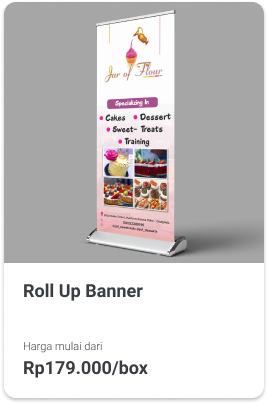 Jar of Flour
Specializing In
Cakes Dessert
Sweet- Treats
Training
Roll Up Banner
Harga mulai dari
Rp179.000/box